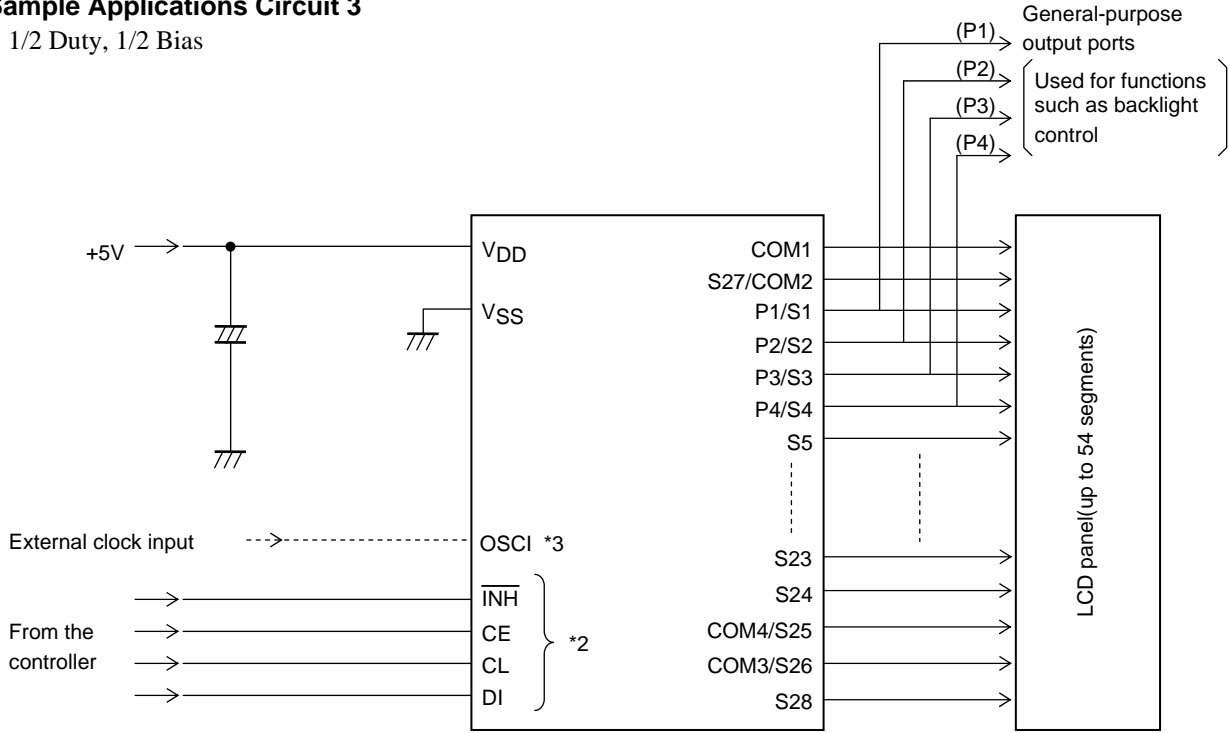 Sample Applications Circuit 3
1/2 Duty, 1/2 Bias
(P1)
(P2)
(P3)
(P4)
General-purpose
output ports
Used for functions
such as backlight
control
+5V
VDD
VSS
External clock input
OSCI *3
From the
controller
INH
CE
CL
DI
*2
COM1
S27/COM2
P1/S1
P2/S2
P3/S3
P4/S4
S5
S23
S24
COM4/S25
COM3/S26
S28
LCD panel(up to 54 segments)